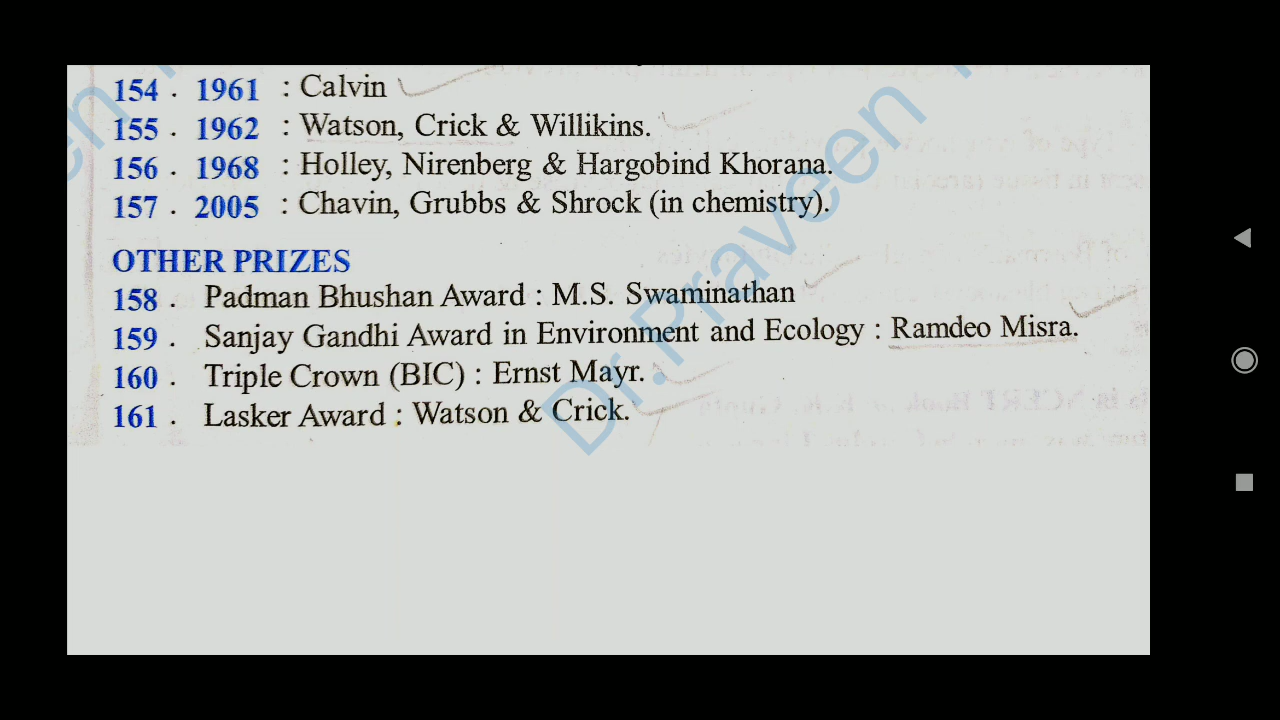 154 . 1961 : Calvin
155 . 1962 : Watson, Crick & Willikins.
156 . 1968 : Holley, Nirenberg & Hargobind Khorana.
157 . 2005 : Chavin, Grubbs & Shrock (in chemistry).
OTHER PRIZES
158 . Padman Bhushan Award : M.S. Swaminathan
159 . Sanjay Gandhi Award in Environment and Ecology : Ramdeo Misra.
160 . Triple Crown (BIC) : Ernst Mayr.
161 . Lasker Award : Watson & Crick.
Dr.Praveen